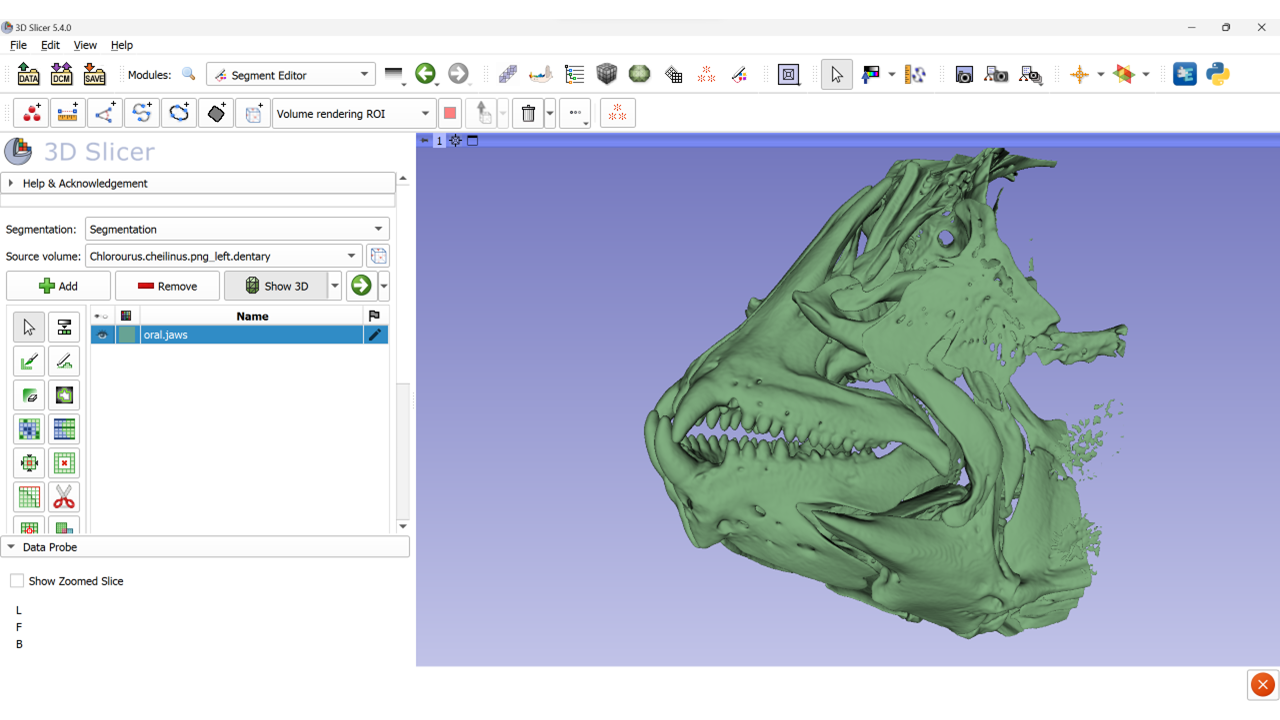 3D Slicer 5.4.0
File Edit View Help
DATA DCM SAVE Modules: Segment Editor
Volume rendering ROI
1
3D Slicer
Help & Acknowledgement
Segmentation: Segmentation
Source volume: Chlorourus.cheilinus.png_left.dentary
Add Remove Show 3D
Name
oral.jaws
Data Probe
Show Zoomed Slice
L
F
B